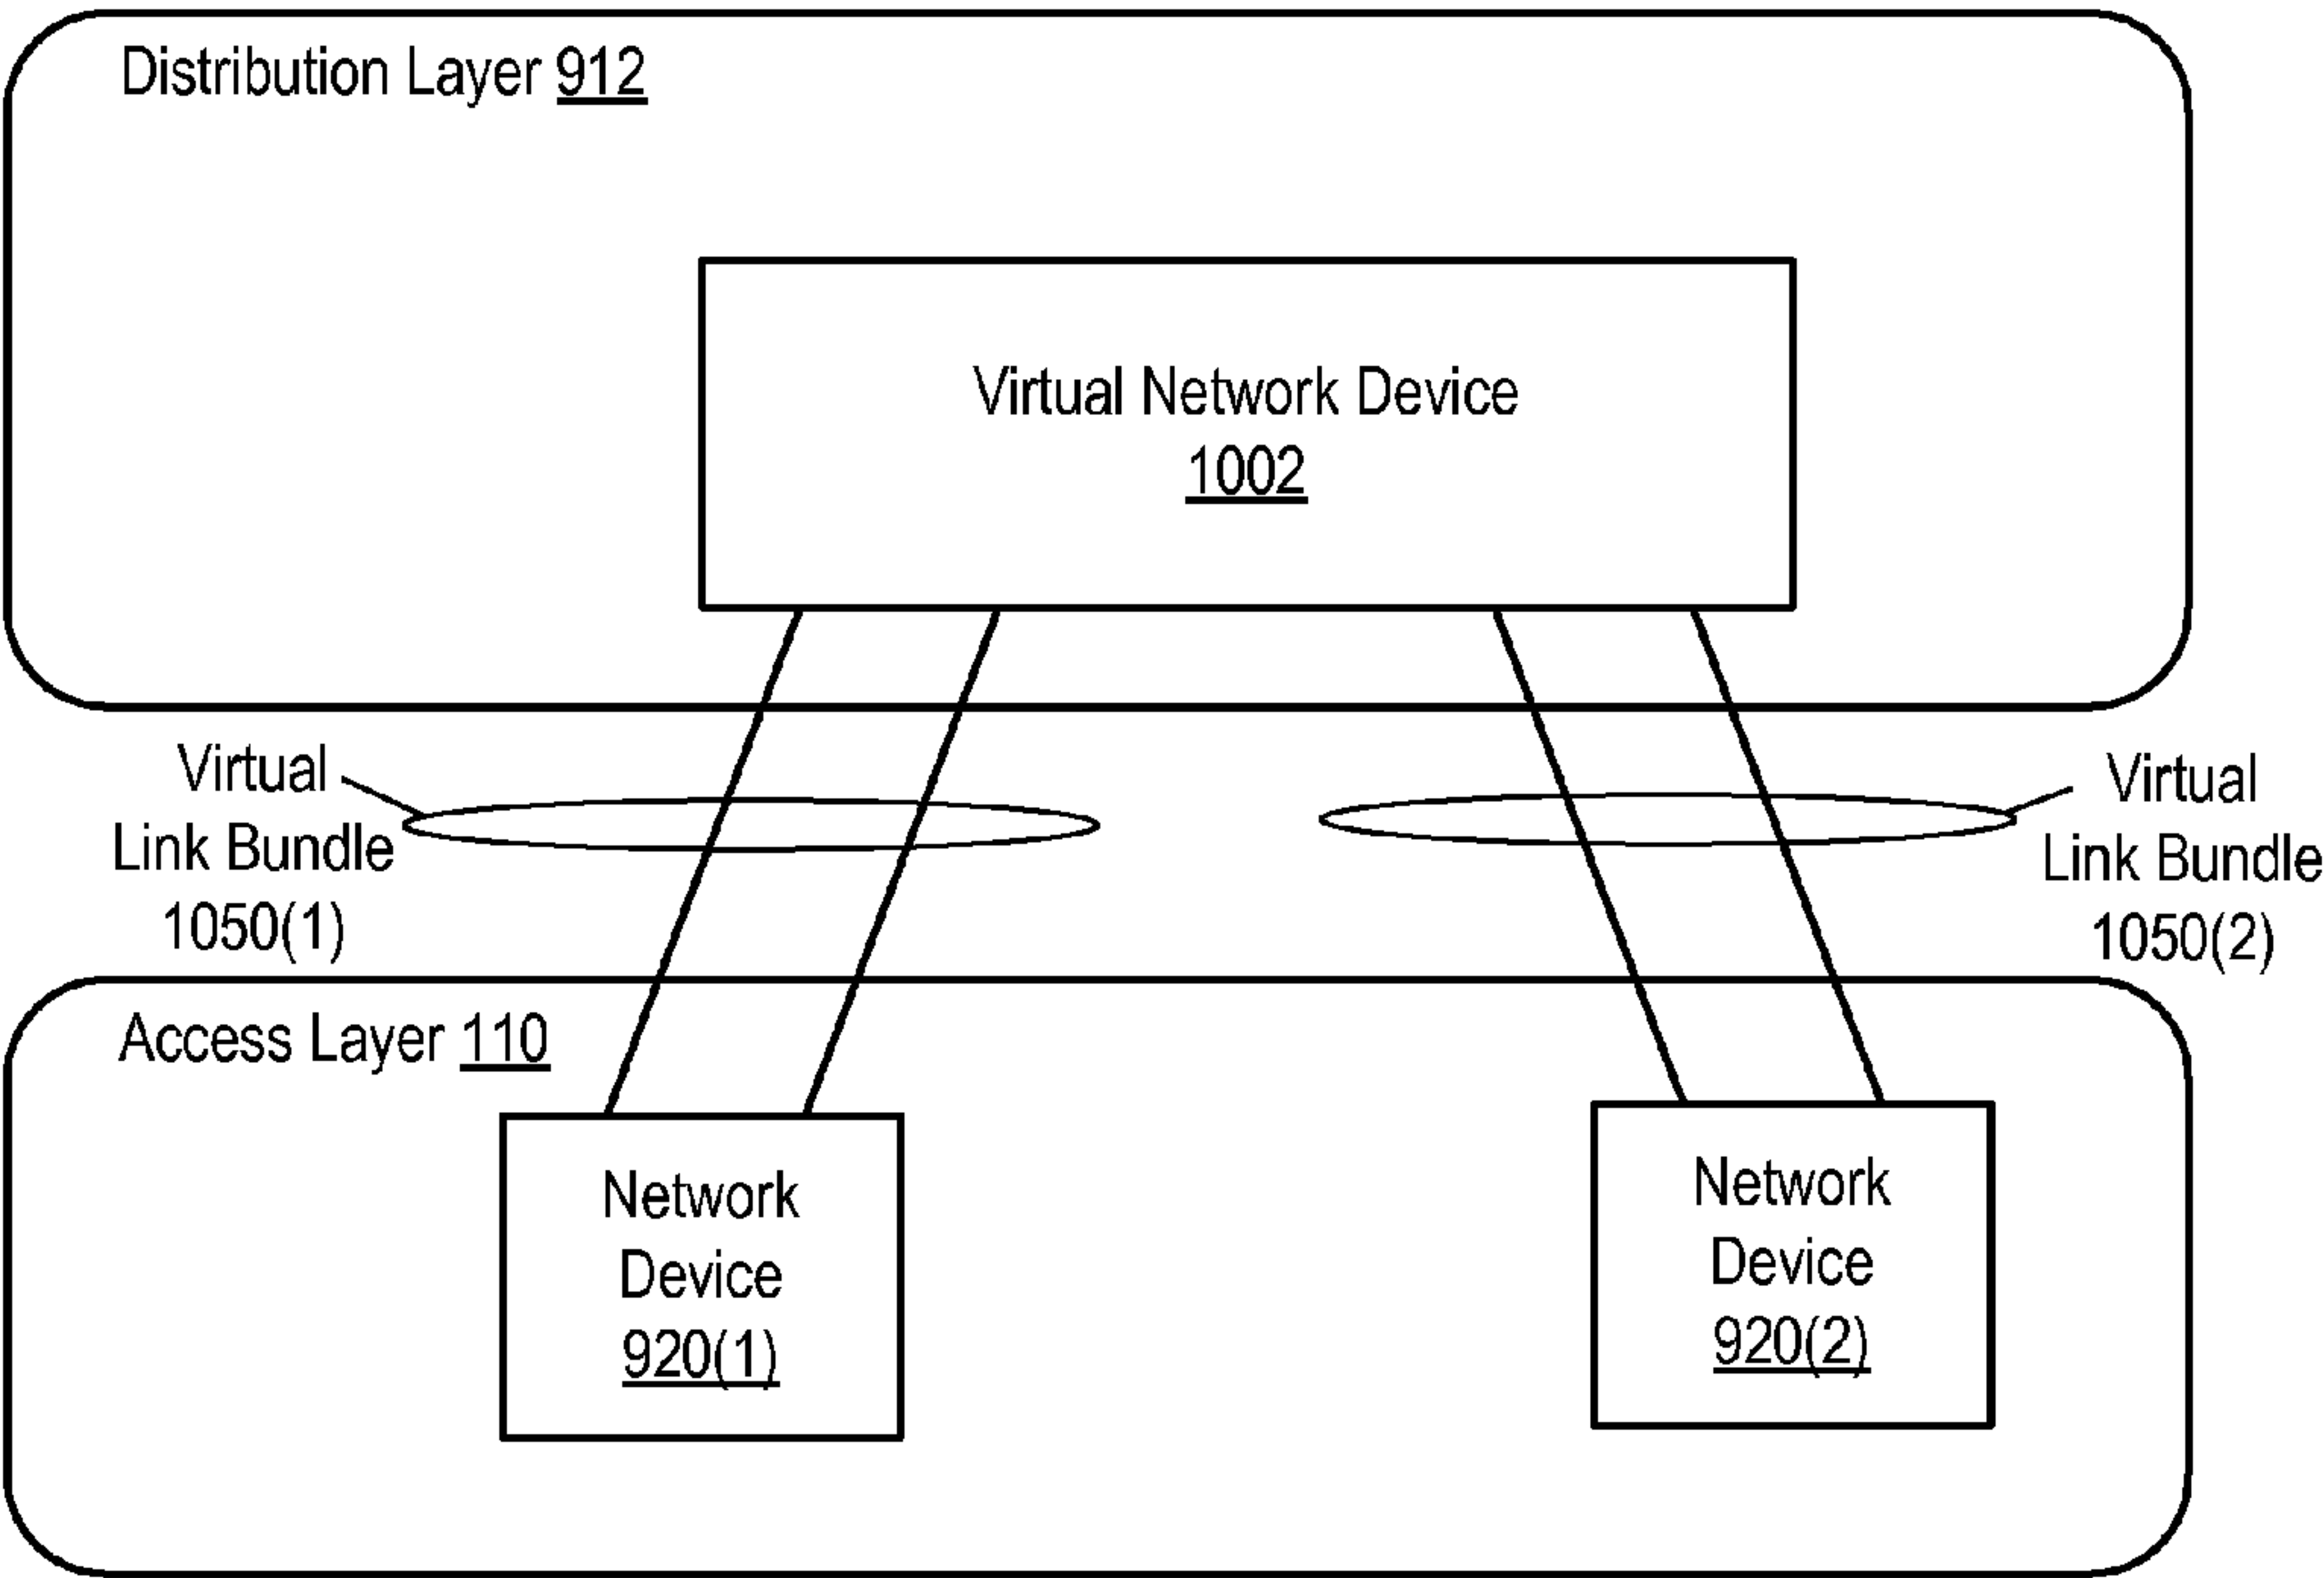 Distribution Layer 912
Virtual Network Device
1002
Virtual
Link Bundle
1050(1)
Virtual
Link Bundle
1050(2)
Access Layer 110
Network
Device
920(1)
Network
Device
920(2)